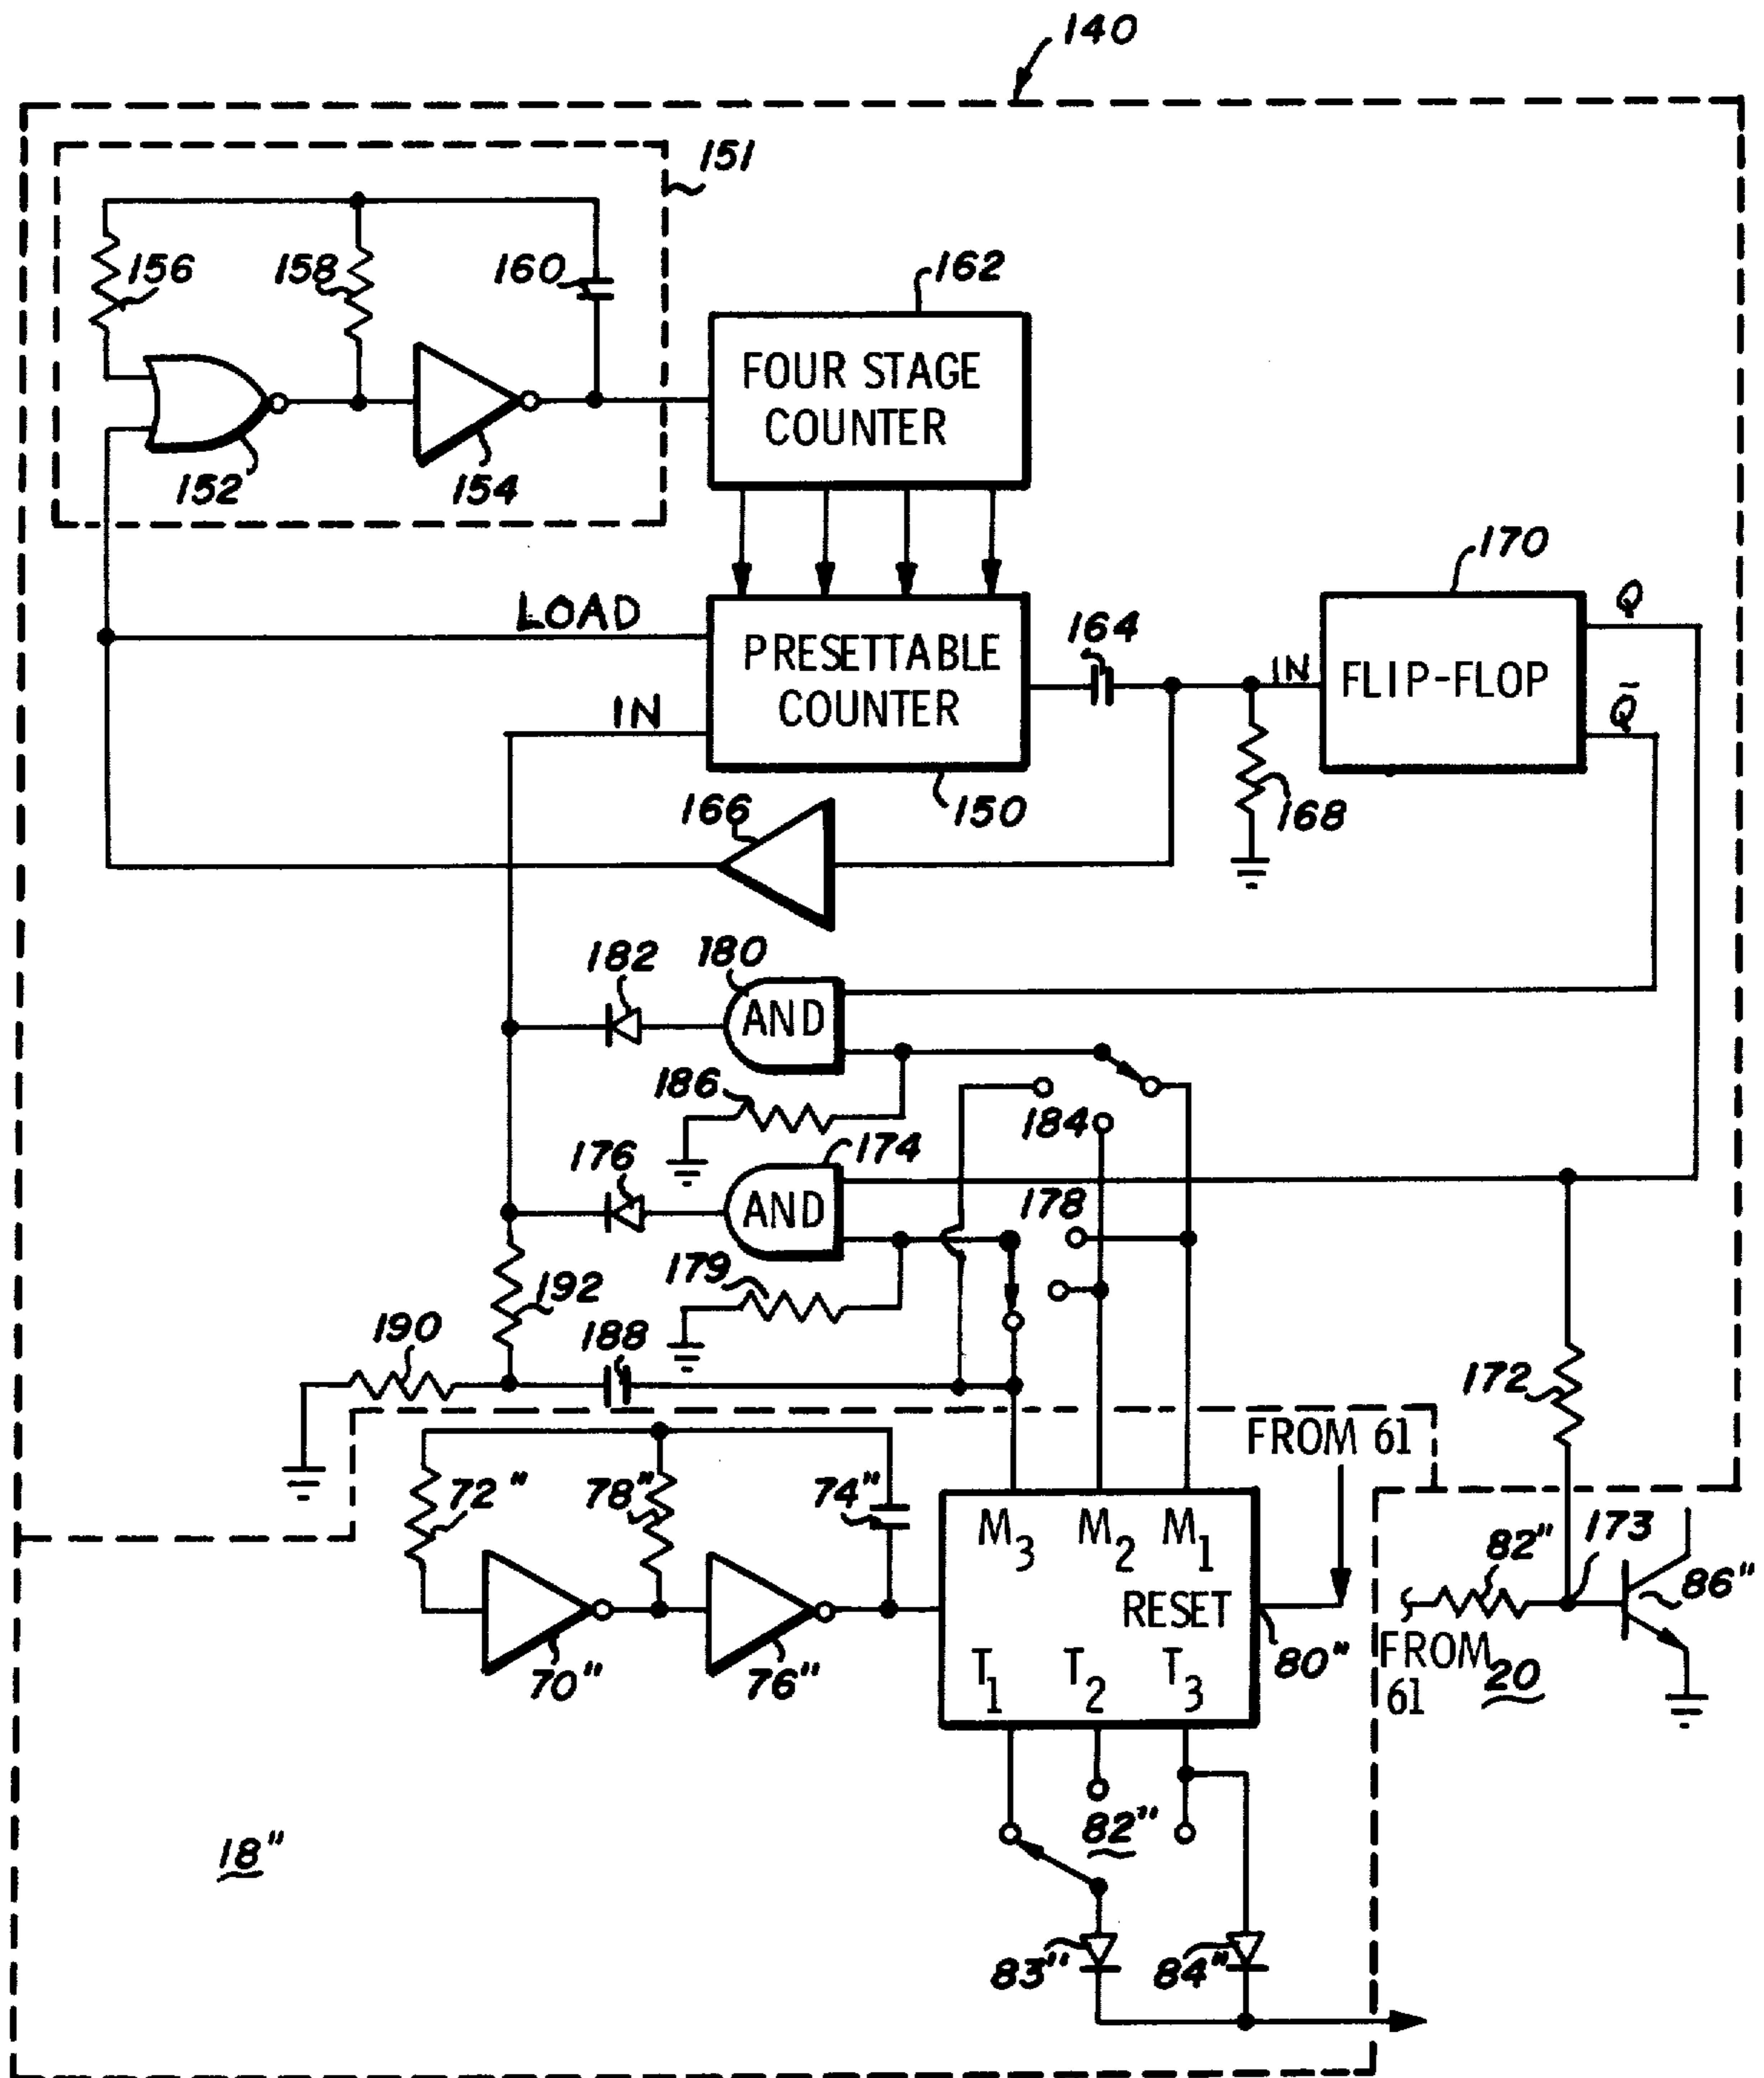 140
151
156
158
160
162
FOUR STAGE
COUNTER
152
154
170
LOAD
PRESETTABLE
COUNTER
164
IN
FLIP-FLOP
Q
Q̄
IN
150
168
166
182
180
AND
186
184
176
174
AND
178
179
192
190
188
172
FROM 61
72"
78"
74"
M3
M2
M1
RESET
82"
173
86"
70"
76"
T1
T2
T3
80"
FROM
61
20
82"
18"
83"
84"